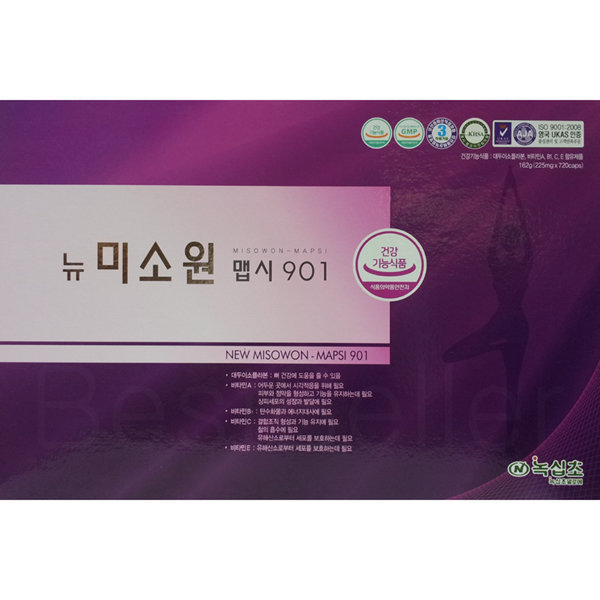 건강
기능식품
GMP
3
KHSA
AJA
ISO 9001:2008
영국 UKAS 인증
건강기능식품 : 대두이소플라본, 비타민A, B1, C, E 함유제품
162g(225mg x 720caps)
MISOWON-MAPSI
뉴 미소원 맵시 901
건강
기능식품
식품의약품안전처
NEW MISOWON - MAPSI 901
• 대두이소플라본 : 뼈 건강에 도움을 줄 수 있음
• 비타민A : 어두운 곳에서 시각적응을 위해 필요
피부와 점막을 형성하고 기능을 유지하는데 필요
상피세포의 성장과 발달에 필요
• 비타민B₁ : 탄수화물과 에너지대사에 필요
• 비타민C : 결합조직 형성과 기능 유지에 필요
철의 흡수에 필요
유해산소로부터 세포를 보호하는데 필요
• 비타민E : 유해산소로부터 세포를 보호하는데 필요
N 녹십초